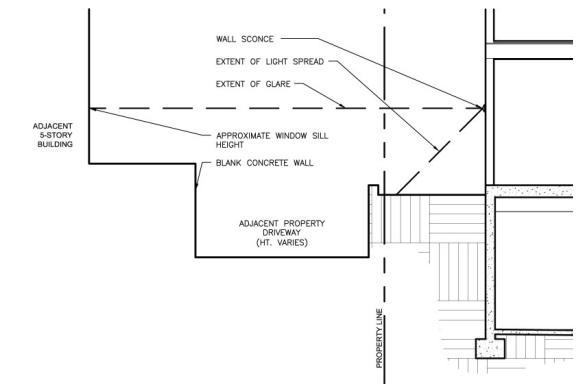 WALL SCONCE
EXTENT OF LIGHT SPREAD
EXTENT OF GLARE
ADJACENT
5-STORY
BUILDING
APPROXIMATE WINDOW SILL
HEIGHT
BLANK CONCRETE WALL
ADJACENT PROPERTY
DRIVEWAY
(HT. VARIES)
PROPERTY LINE